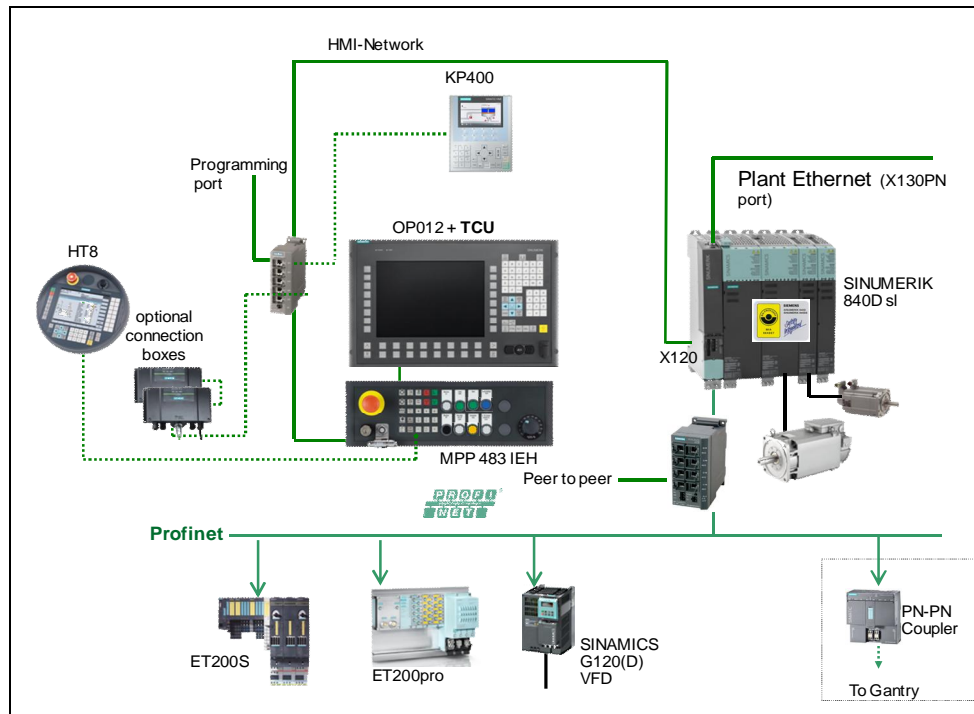 HMI-Network
KP400
Programming
port
Plant Ethernet (X130PN
port)
OP012 + TCU
HT8
SINUMERIK
840D sl
optional
connection
boxes
X120
MPP 483 IEH
Peer to peer
PROFI
NET
Profinet
PN-PN
Coupler
SINAMICS
G120(D)
VFD
ET200S
ET200pro
To Gantry